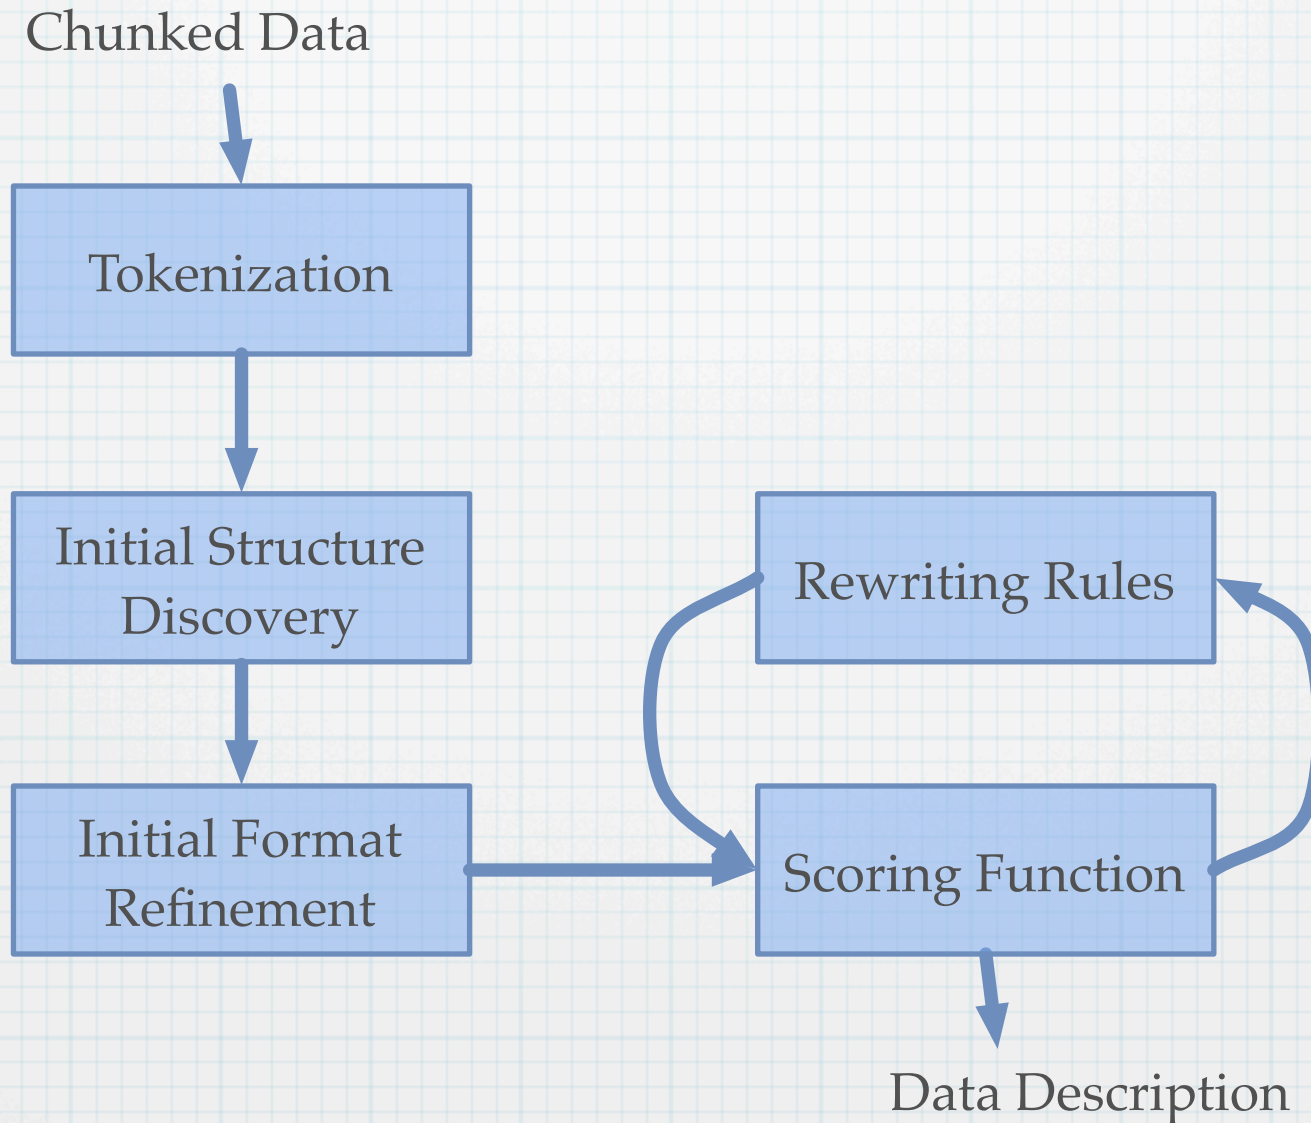 Chunked Data
Tokenization
Initial Structure
Discovery
Initial Format
Refinement
Rewriting Rules
Scoring Function
Data Description